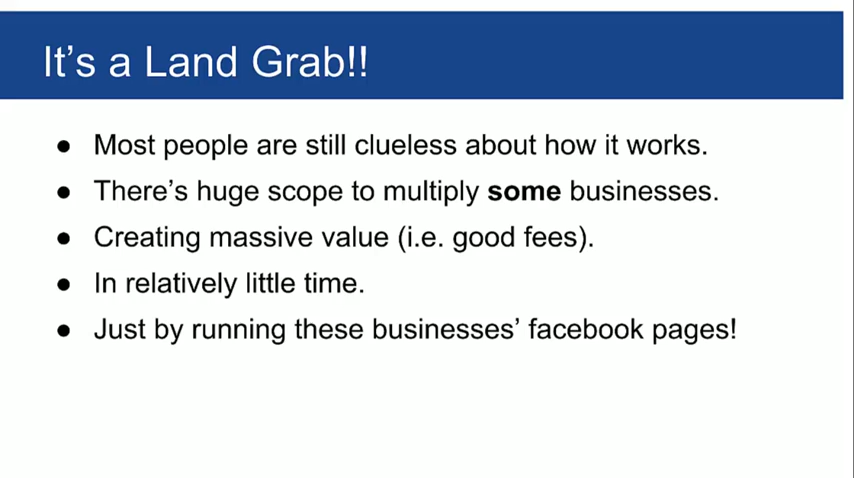 It's a Land Grab!!
● Most people are still clueless about how it works.
● There's huge scope to multiply some businesses.
● Creating massive value (i.e. good fees).
● In relatively little time.
● Just by running these businesses' facebook pages!